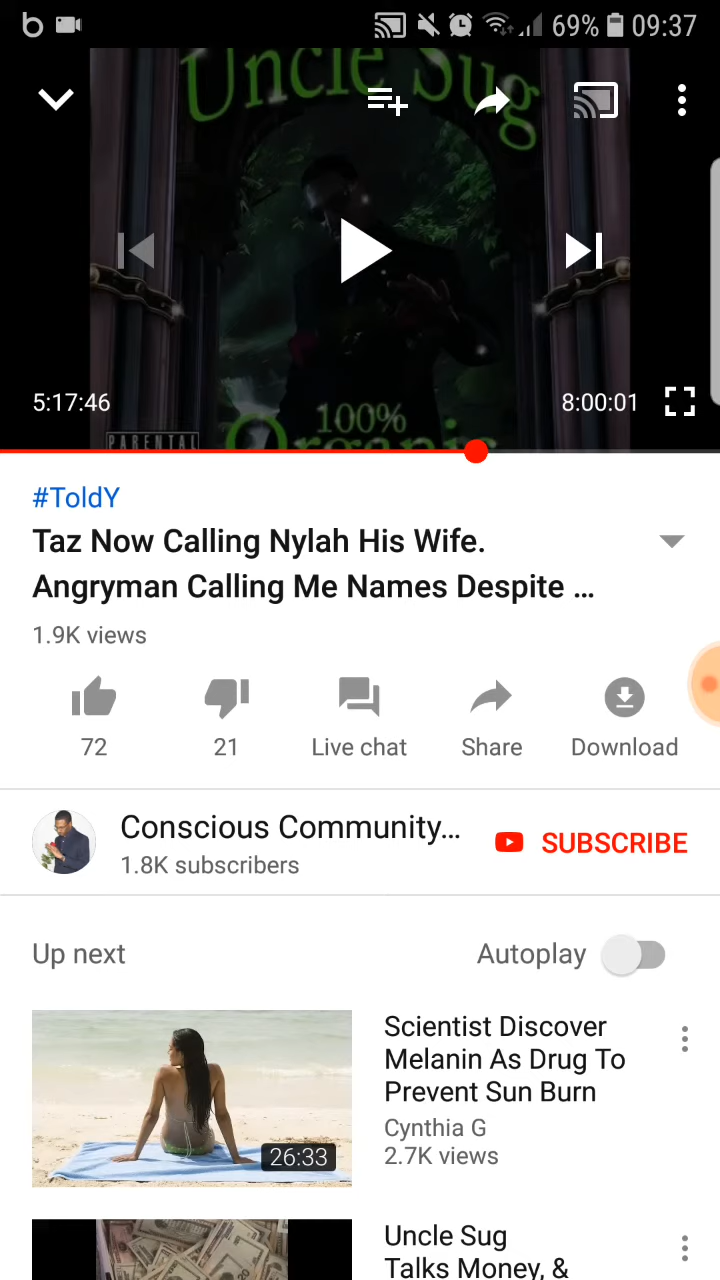 69% 09:37
Uncle Sug
5:17:46
8:00:01
100%
Organic
PARENTAL
#ToldY
Taz Now Calling Nylah His Wife.
Angryman Calling Me Names Despite ...
1.9K views
72
21
Live chat
Share
Download
Conscious Community...
1.8K subscribers
SUBSCRIBE
Up next
Autoplay
26:33
Scientist Discover
Melanin As Drug To
Prevent Sun Burn
Cynthia G
2.7K views
Uncle Sug
Talks Money, &